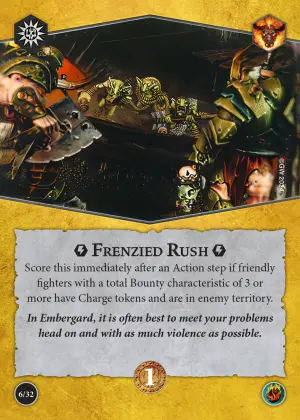 ©GW 2024
Frenzied Rush
Score this immediately after an Action step if friendly
fighters with a total Bounty characteristic of 3 or
more have Charge tokens and are in enemy territory.
In Embergard, it is often best to meet your problems
head on and with as much violence as possible.
1
6/32